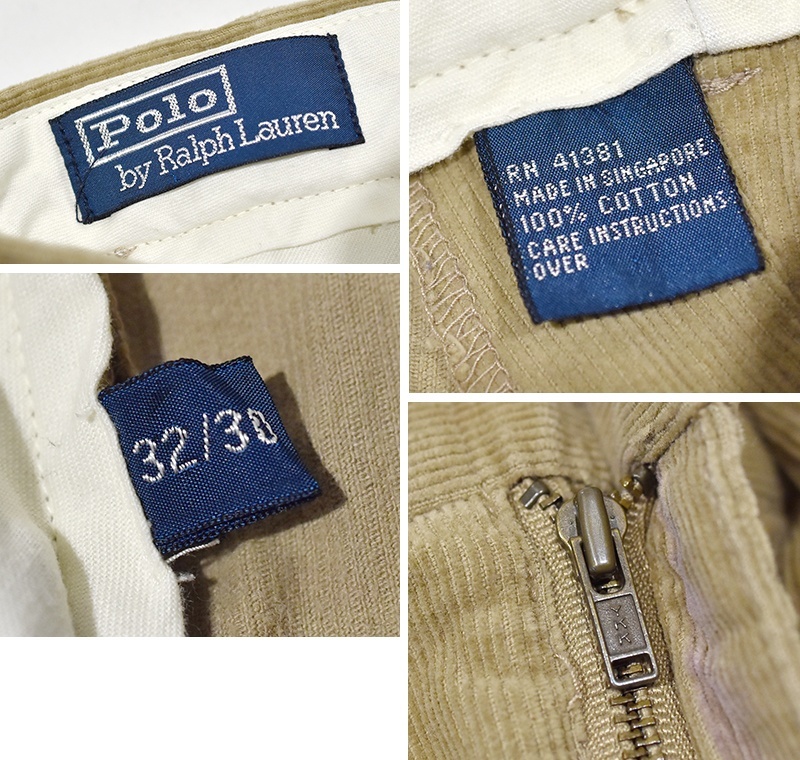 Polo
by Ralph Lauren
RN 41381
MADE IN SINGAPORE
100% COTTON
CARE INSTRUCTIONS
OVER
32/30
YKK